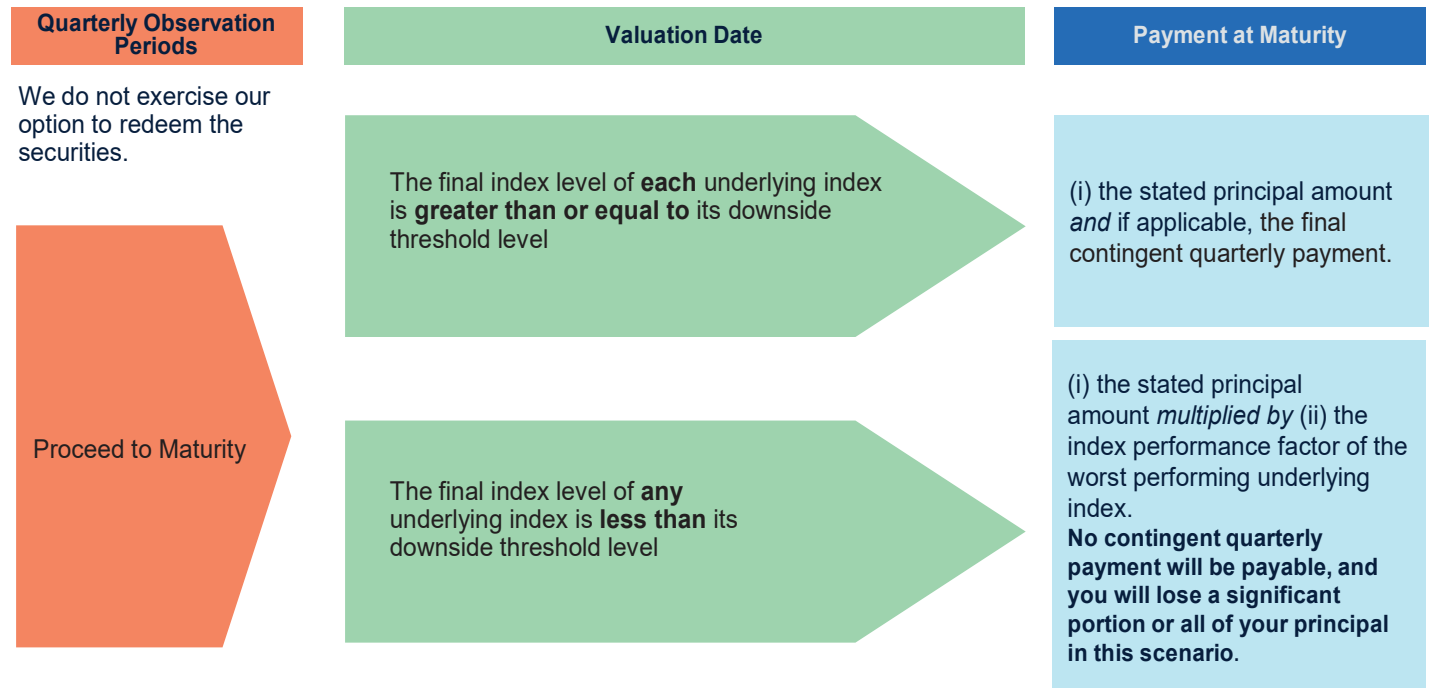 Quarterly Observation
Periods
We do not exercise our
option to redeem the
securities.
Proceed to Maturity
Valuation Date
The final index level of each underlying index
is greater than or equal to its downside
threshold level
The final index level of any
underlying index is less than its
downside threshold level
Payment at Maturity
(i) the stated principal amount
and if applicable, the final
contingent quarterly payment.
(i) the stated principal
amount multiplied by (ii) the
index performance factor of the
worst performing underlying
index.
No contingent quarterly
payment will be payable, and
you will lose a significant
portion or all of your principal
in this scenario.